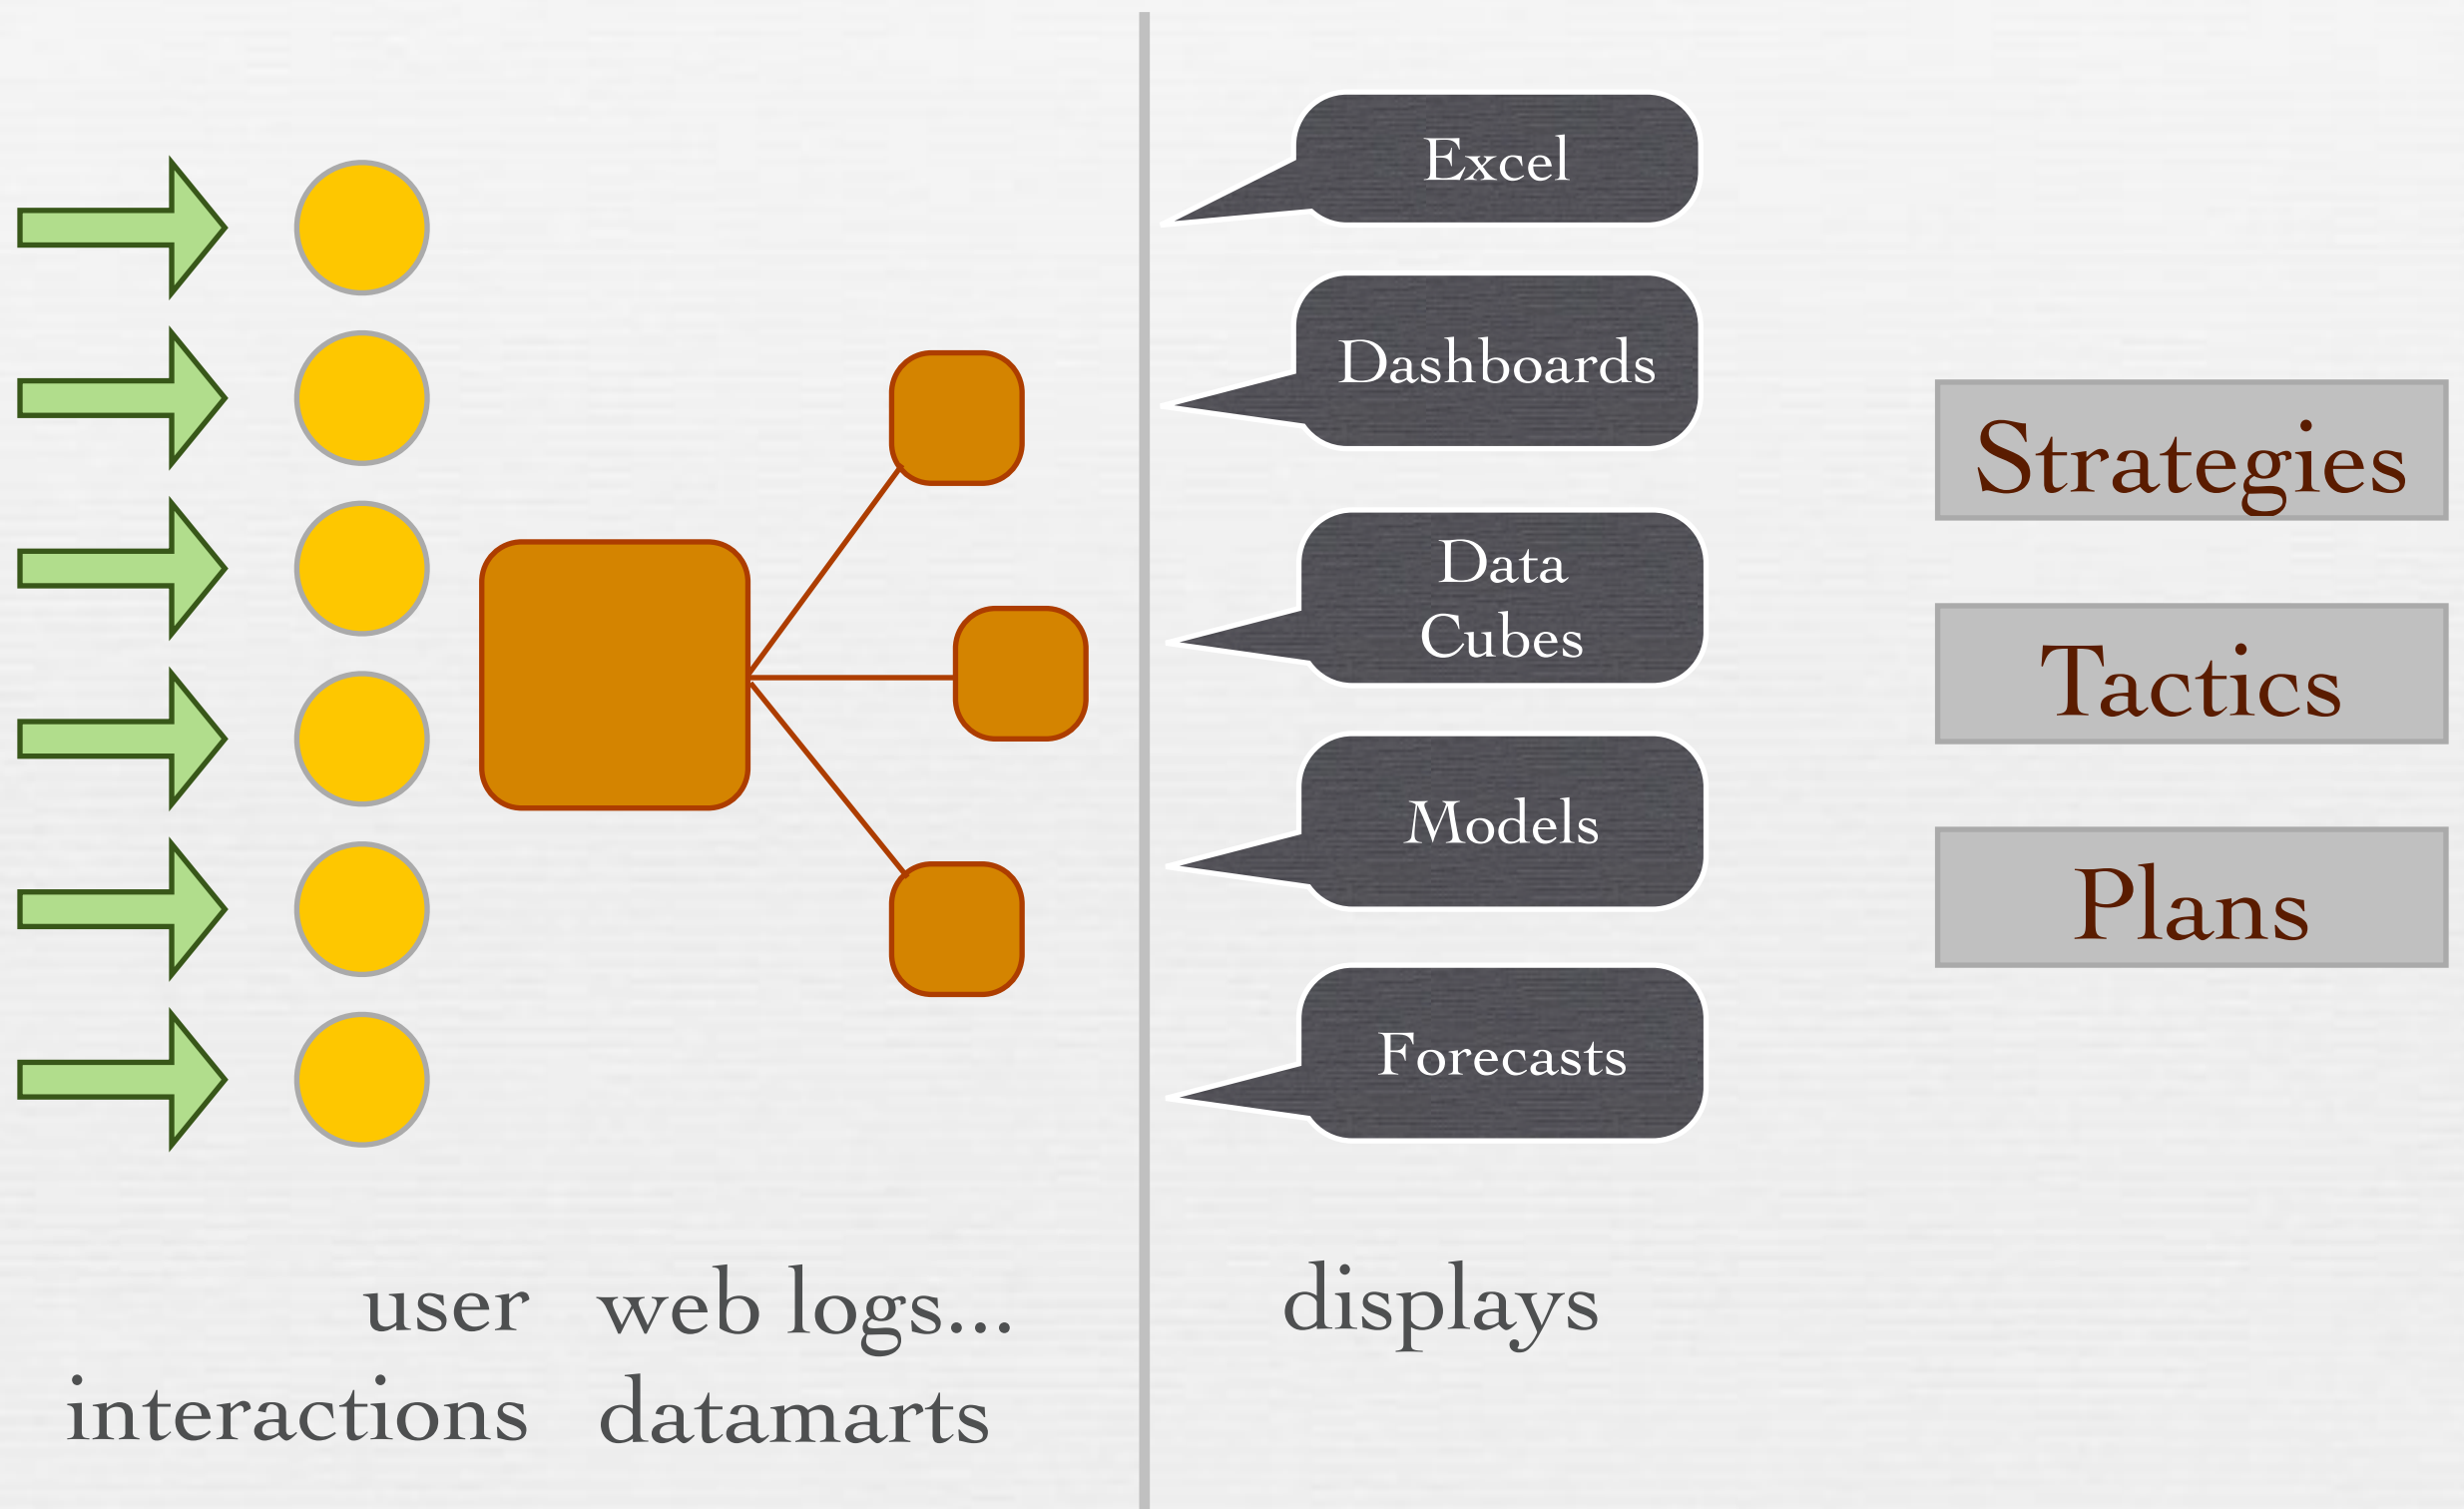 Excel
Dashboards
Data
Cubes
Models
Forecasts
Strategies
Tactics
Plans
user
interactions
web logs...
datamarts
displays